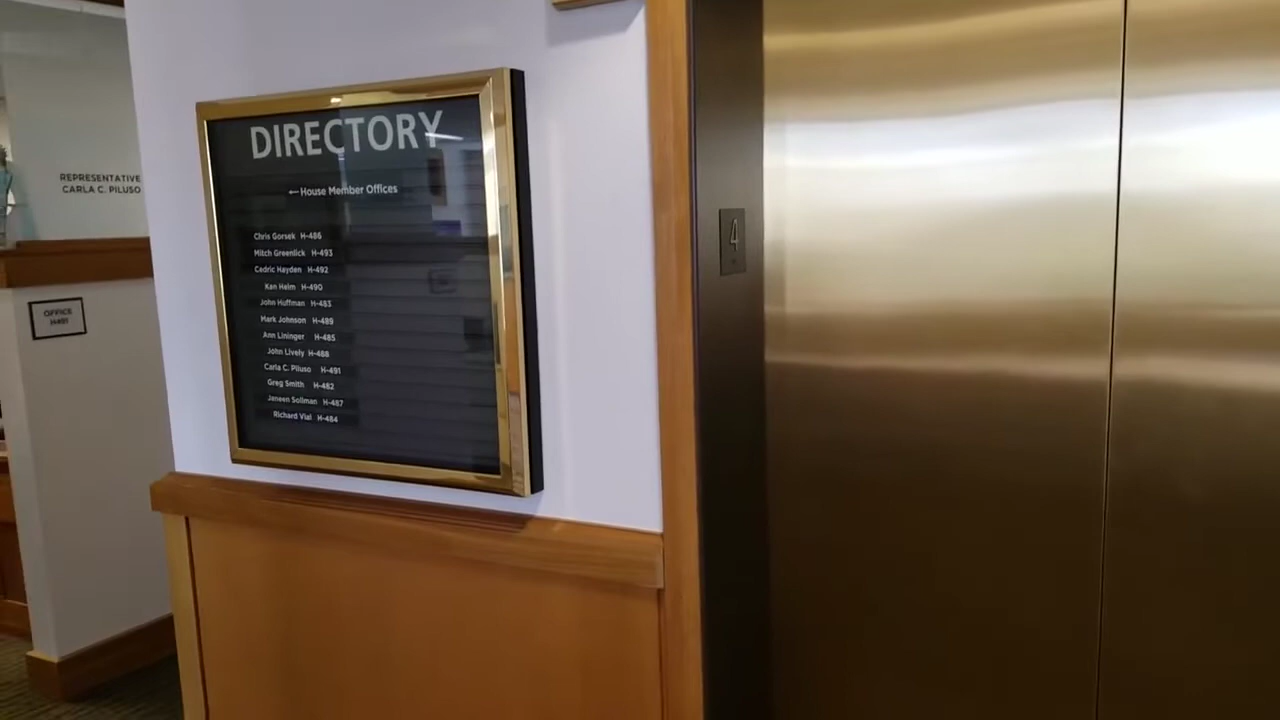 REPRESENTATIVE
CARLA C. PILUSO
OFFICE
H491
DIRECTORY
← House Member Offices
Chris Gorsek H-486
Mitch Greenlick H-493
Cedric Hayden H-492
Ken Helm H-490
John Huffman H-483
Mark Johnson H-489
Ann Lininger H-485
John Lively H-488
Carla C. Piluso H-491
Greg Smith H-482
Janeen Sollman H-487
Richard Vial H-484
4